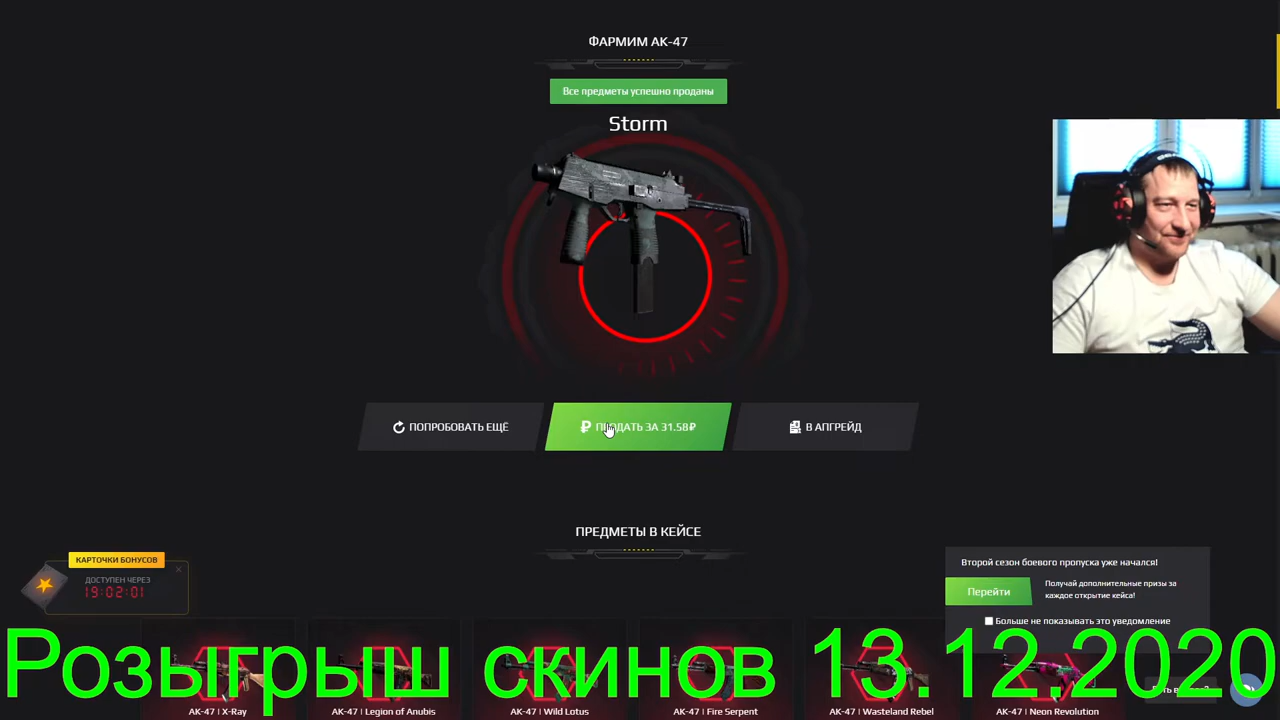 ФАРМИМ АК-47
Все предметы успешно проданы
Storm
ПОПРОБОВАТЬ ЕЩЁ
ПРОДАТЬ ЗА 31.58₽
В АПГРЕЙД
ПРЕДМЕТЫ В КЕЙСЕ
КАРТОЧКИ БОНУСОВ
ДОСТУПЕН ЧЕРЕЗ
19:02:01
Второй сезон боевого пропуска уже начался!
Перейти
Получай дополнительные призы за
каждое открытие кейса!
Больше не показывать это уведомление
Розыгрыш скинов 13.12.2020
AK-47 | X-Ray
AK-47 | Legion of Anubis
AK-47 | Wild Lotus
AK-47 | Fire Serpent
AK-47 | Wasteland Rebel
AK-47 | Neon Revolution